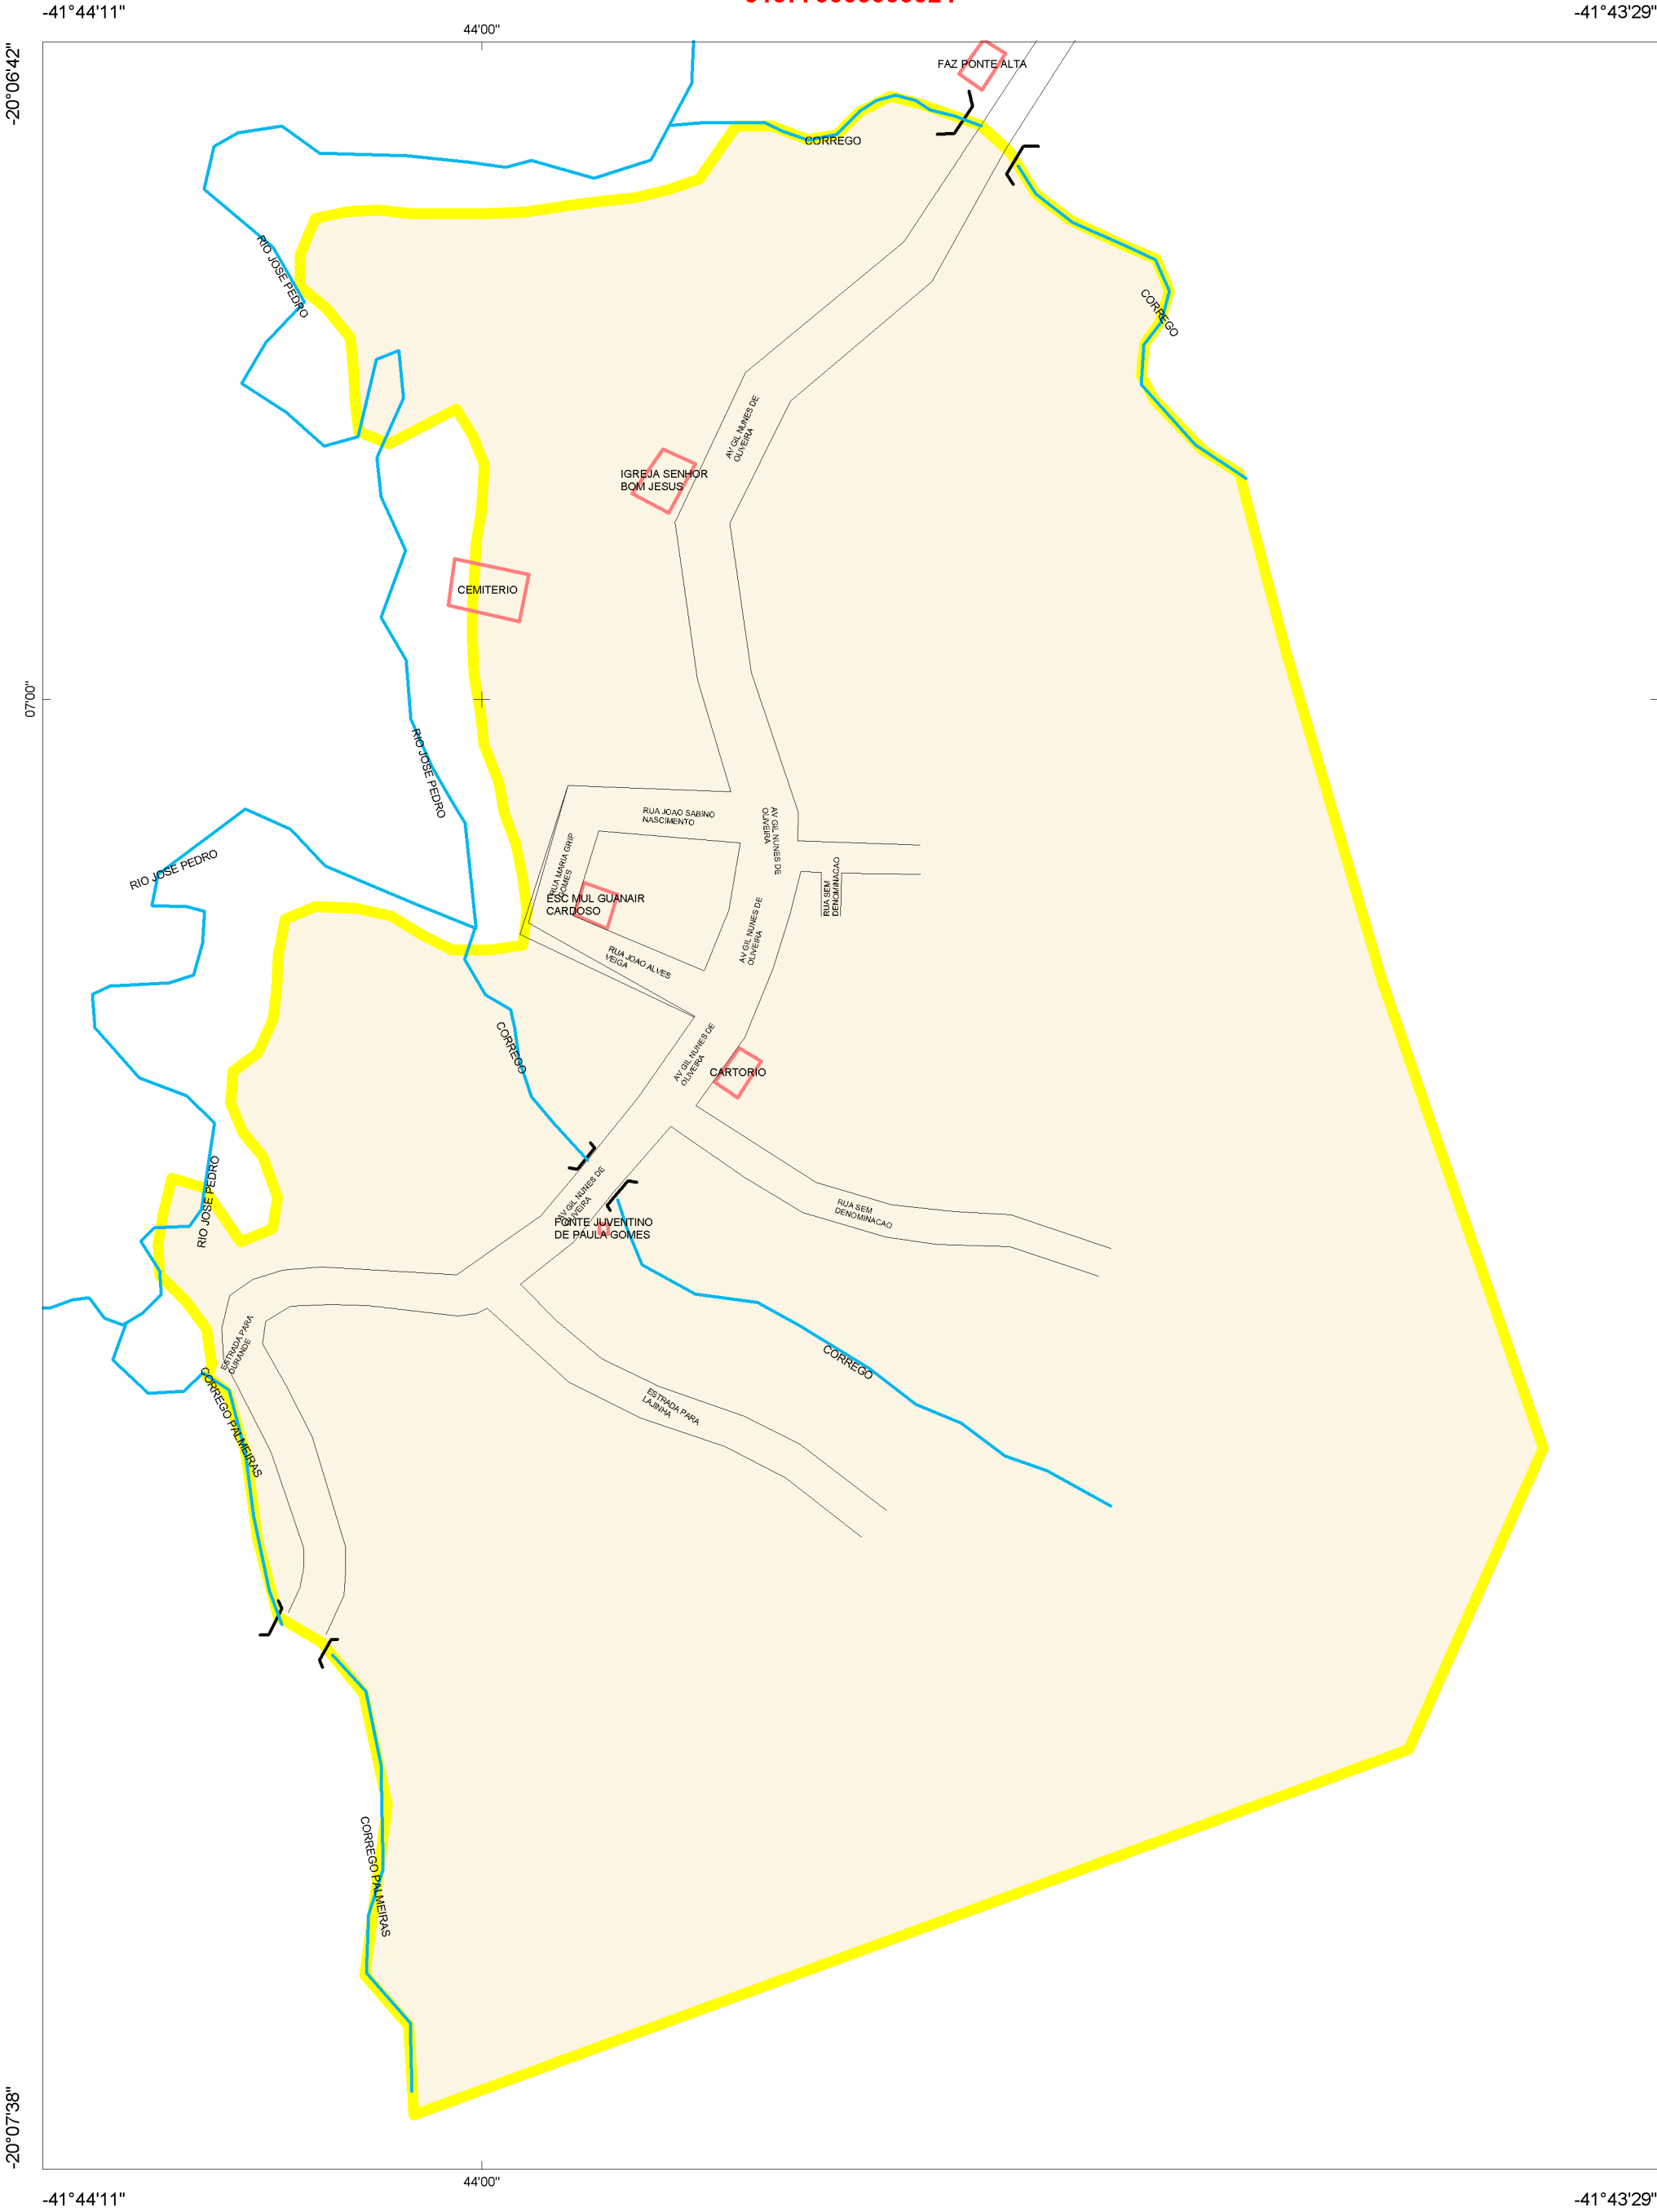 -41°44'11"
-41°43'29"
44'00"
-20°06'42"
FAZ PONTE ALTA
CORREGO
RIO JOSE PEDRO
CORREGO
AV GIL NUNES DE
OLIVEIRA
IGREJA SENHOR
BOM JESUS
CEMITERIO
07'00"
RIO JOSE PEDRO
RUA JOAO SABINO
NASCIMENTO
AV GIL NUNES DE
OLIVEIRA
RUA MARIA GRIP
GOMES
RIO JOSE PEDRO
RUA SEM
DENOMINACAO
ESC MUL GUANAIR
CARDOSO
AV GIL NUNES DE
OLIVEIRA
RUA JOAO ALVES
VEIGA
CORREGO
AV GIL NUNES DE
OLIVEIRA
CARTORIO
RIO JOSE PEDRO
AV GIL NUNES DE
OLIVEIRA
RUA SEM
DENOMINACAO
FONTE JUVENTINO
DE PAULA GOMES
ESTRADA PARA
DURANDE
CORREGO
CORREGO PALMEIRAS
ESTRADA PARA
LAJINHA
CORREGO PALMEIRAS
-20°07'38"
44'00"
-41°44'11"
-41°43'29"